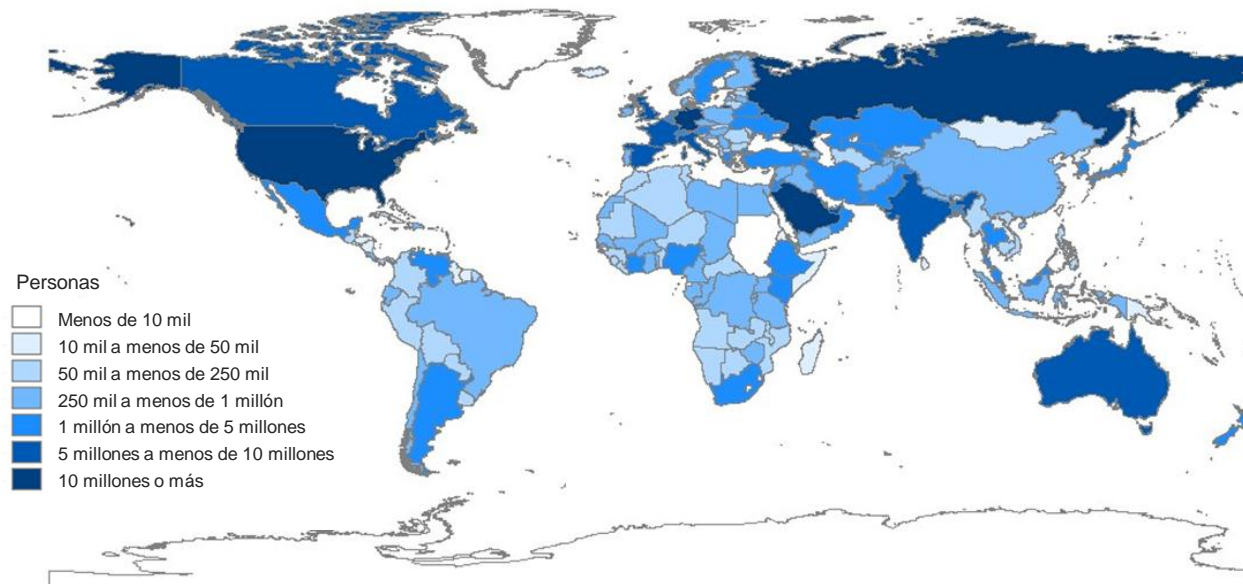 Personas
Menos de 10 mil
10 mil a menos de 50 mil
50 mil a menos de 250 mil
250 mil a menos de 1 millón
1 millón a menos de 5 millones
5 millones a menos de 10 millones
10 millones o más